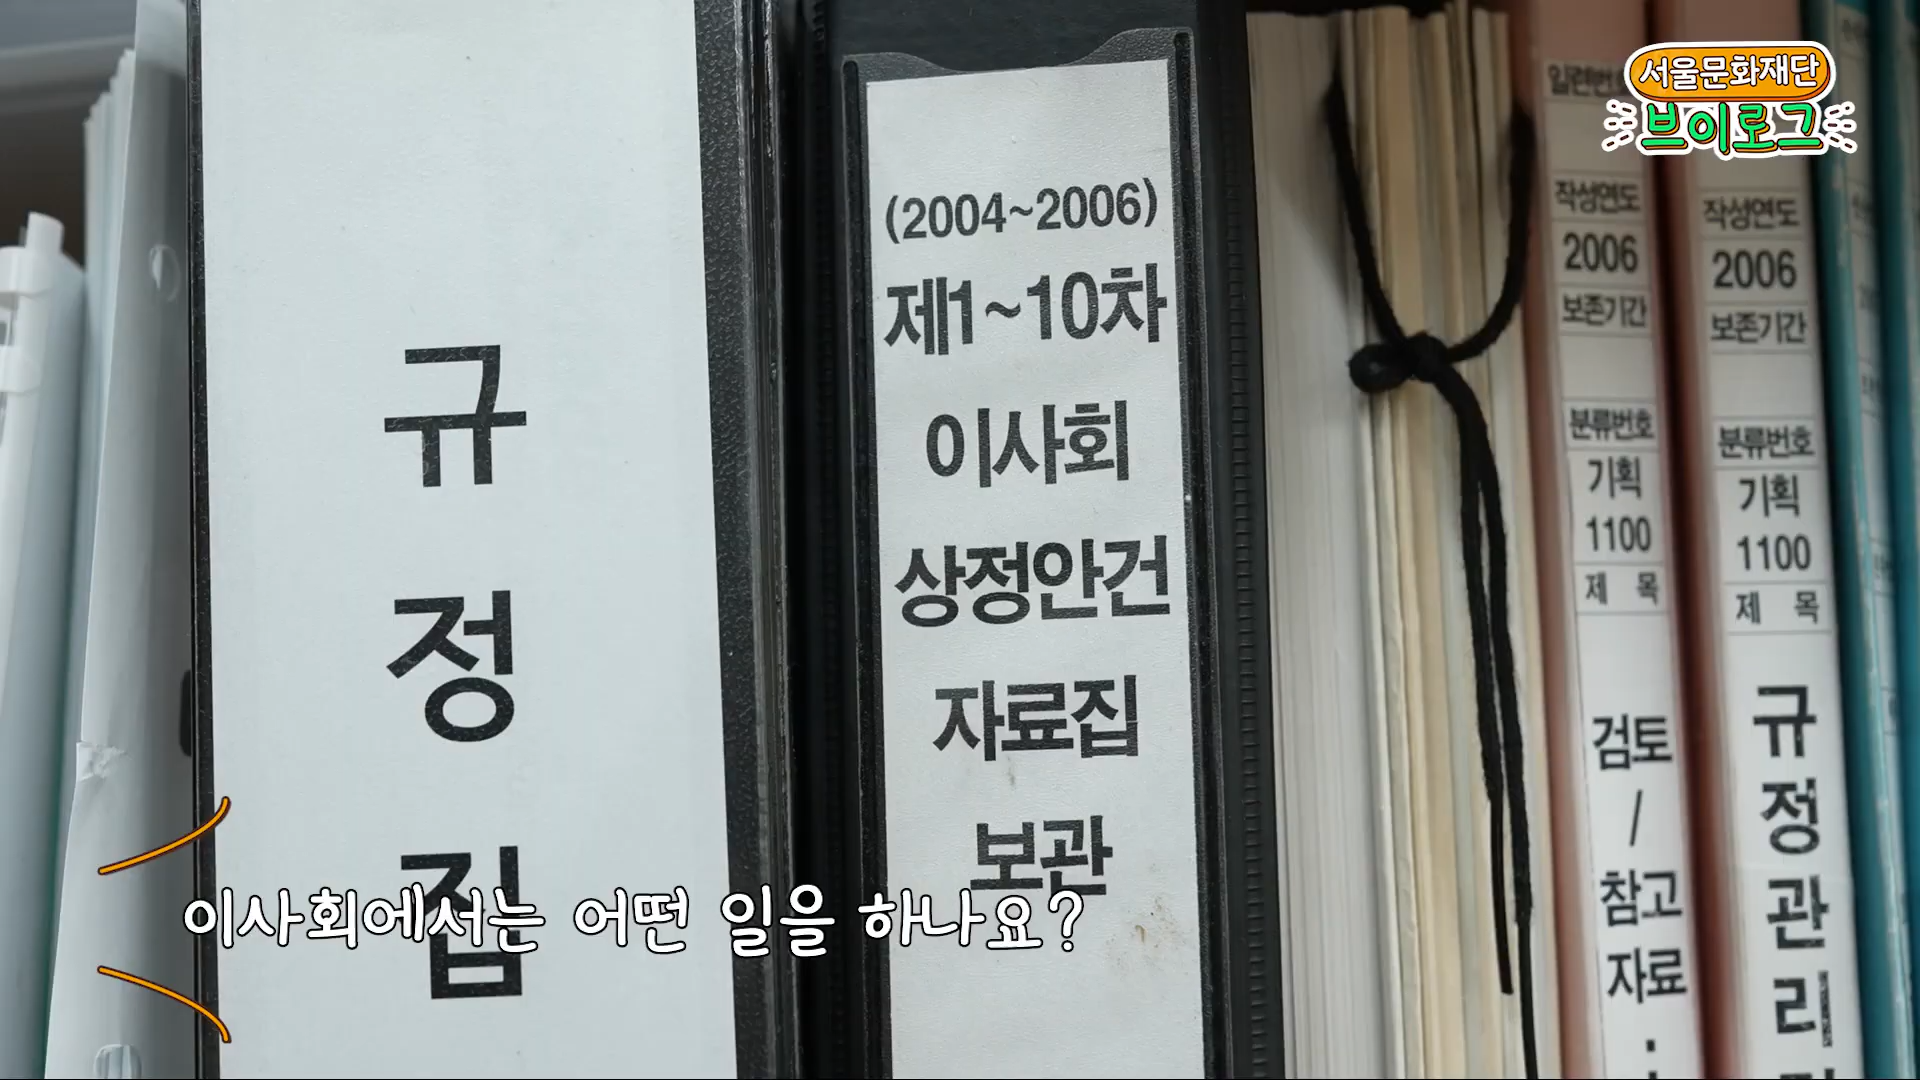 서울문화재단
브이로그
규
정
집
(2004~2006)
제1~10차
이사회
상정안건
자료집
보관
작성연도
2006
보존기간
분류번호
기획
1100
제 목
검토
/
참고
자료
작성연도
2006
보존기간
분류번호
기획
1100
제 목
규
정
관
리
이사회에서는 어떤 일을 하나요?